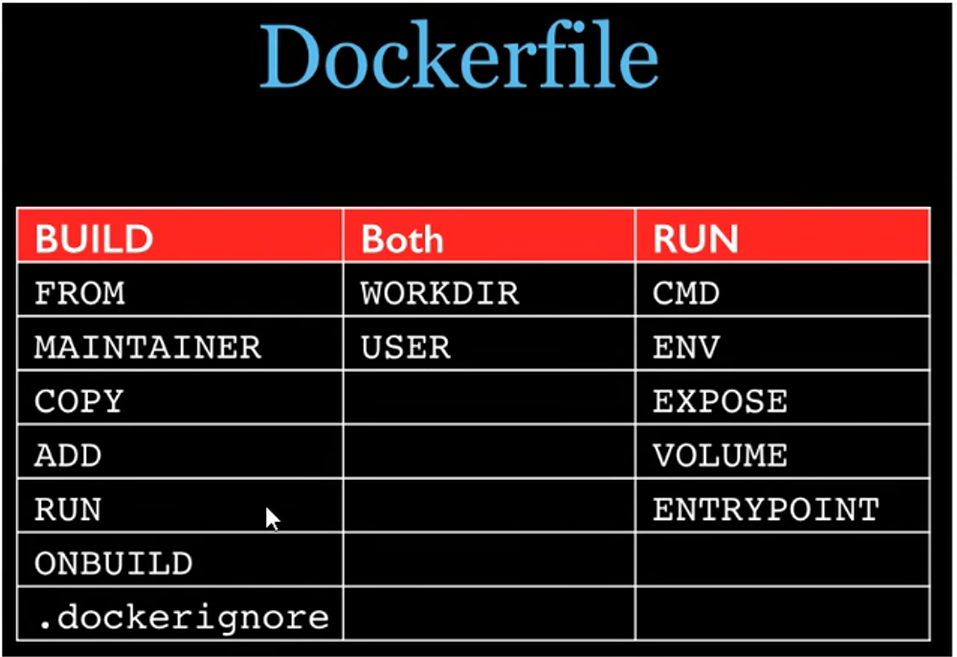 Dockerfile
BUILD Both RUN
FROM WORKDIR CMD
MAINTAINER USER ENV
COPY EXPOSE
ADD VOLUME
RUN ENTRYPOINT
ONBUILD
.dockerignore